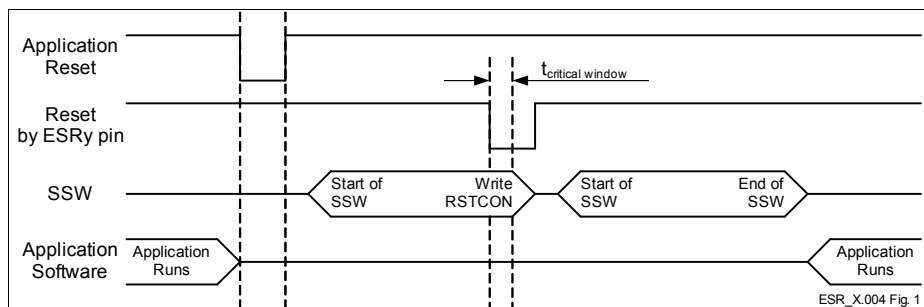 Application
Reset
t critical window
Reset
by ESRy pin
SSW
Start of
SSW
Write
RSTCON
Start of
SSW
End of
SSW
Application
Software
Application
Runs
Application
Runs
ESR_X.004 Fig. 1